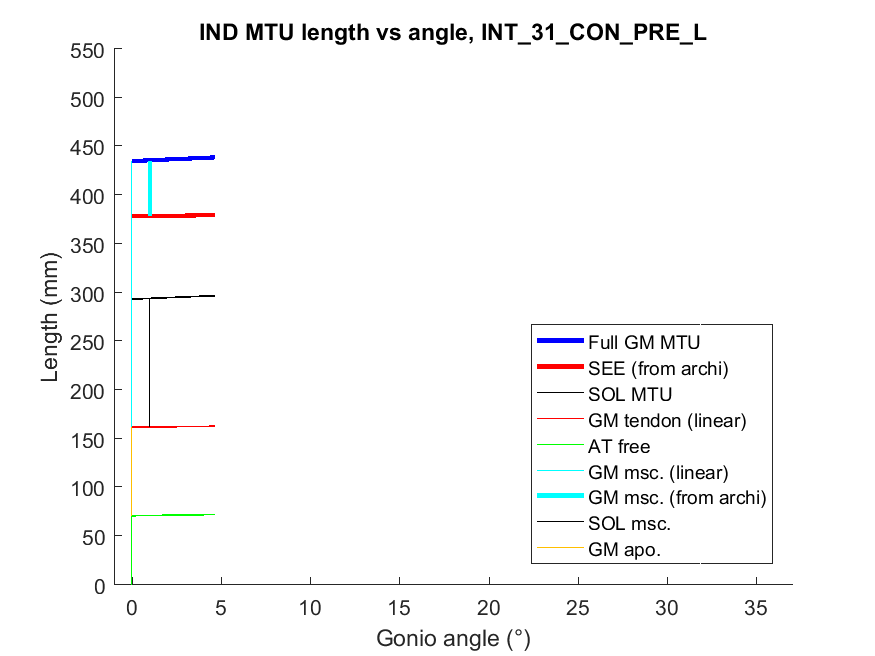 IND MTU length vs angle, INT_31_CON_PRE_L
550
500
450
400
350
300
250
200
150
100
50
0
Length (mm)
0 5 10 15 20 25 30 35
Gonio angle (°)
Full GM MTU
SEE (from archi)
SOL MTU
GM tendon (linear)
AT free
GM msc. (linear)
GM msc. (from archi)
SOL msc.
GM apo.